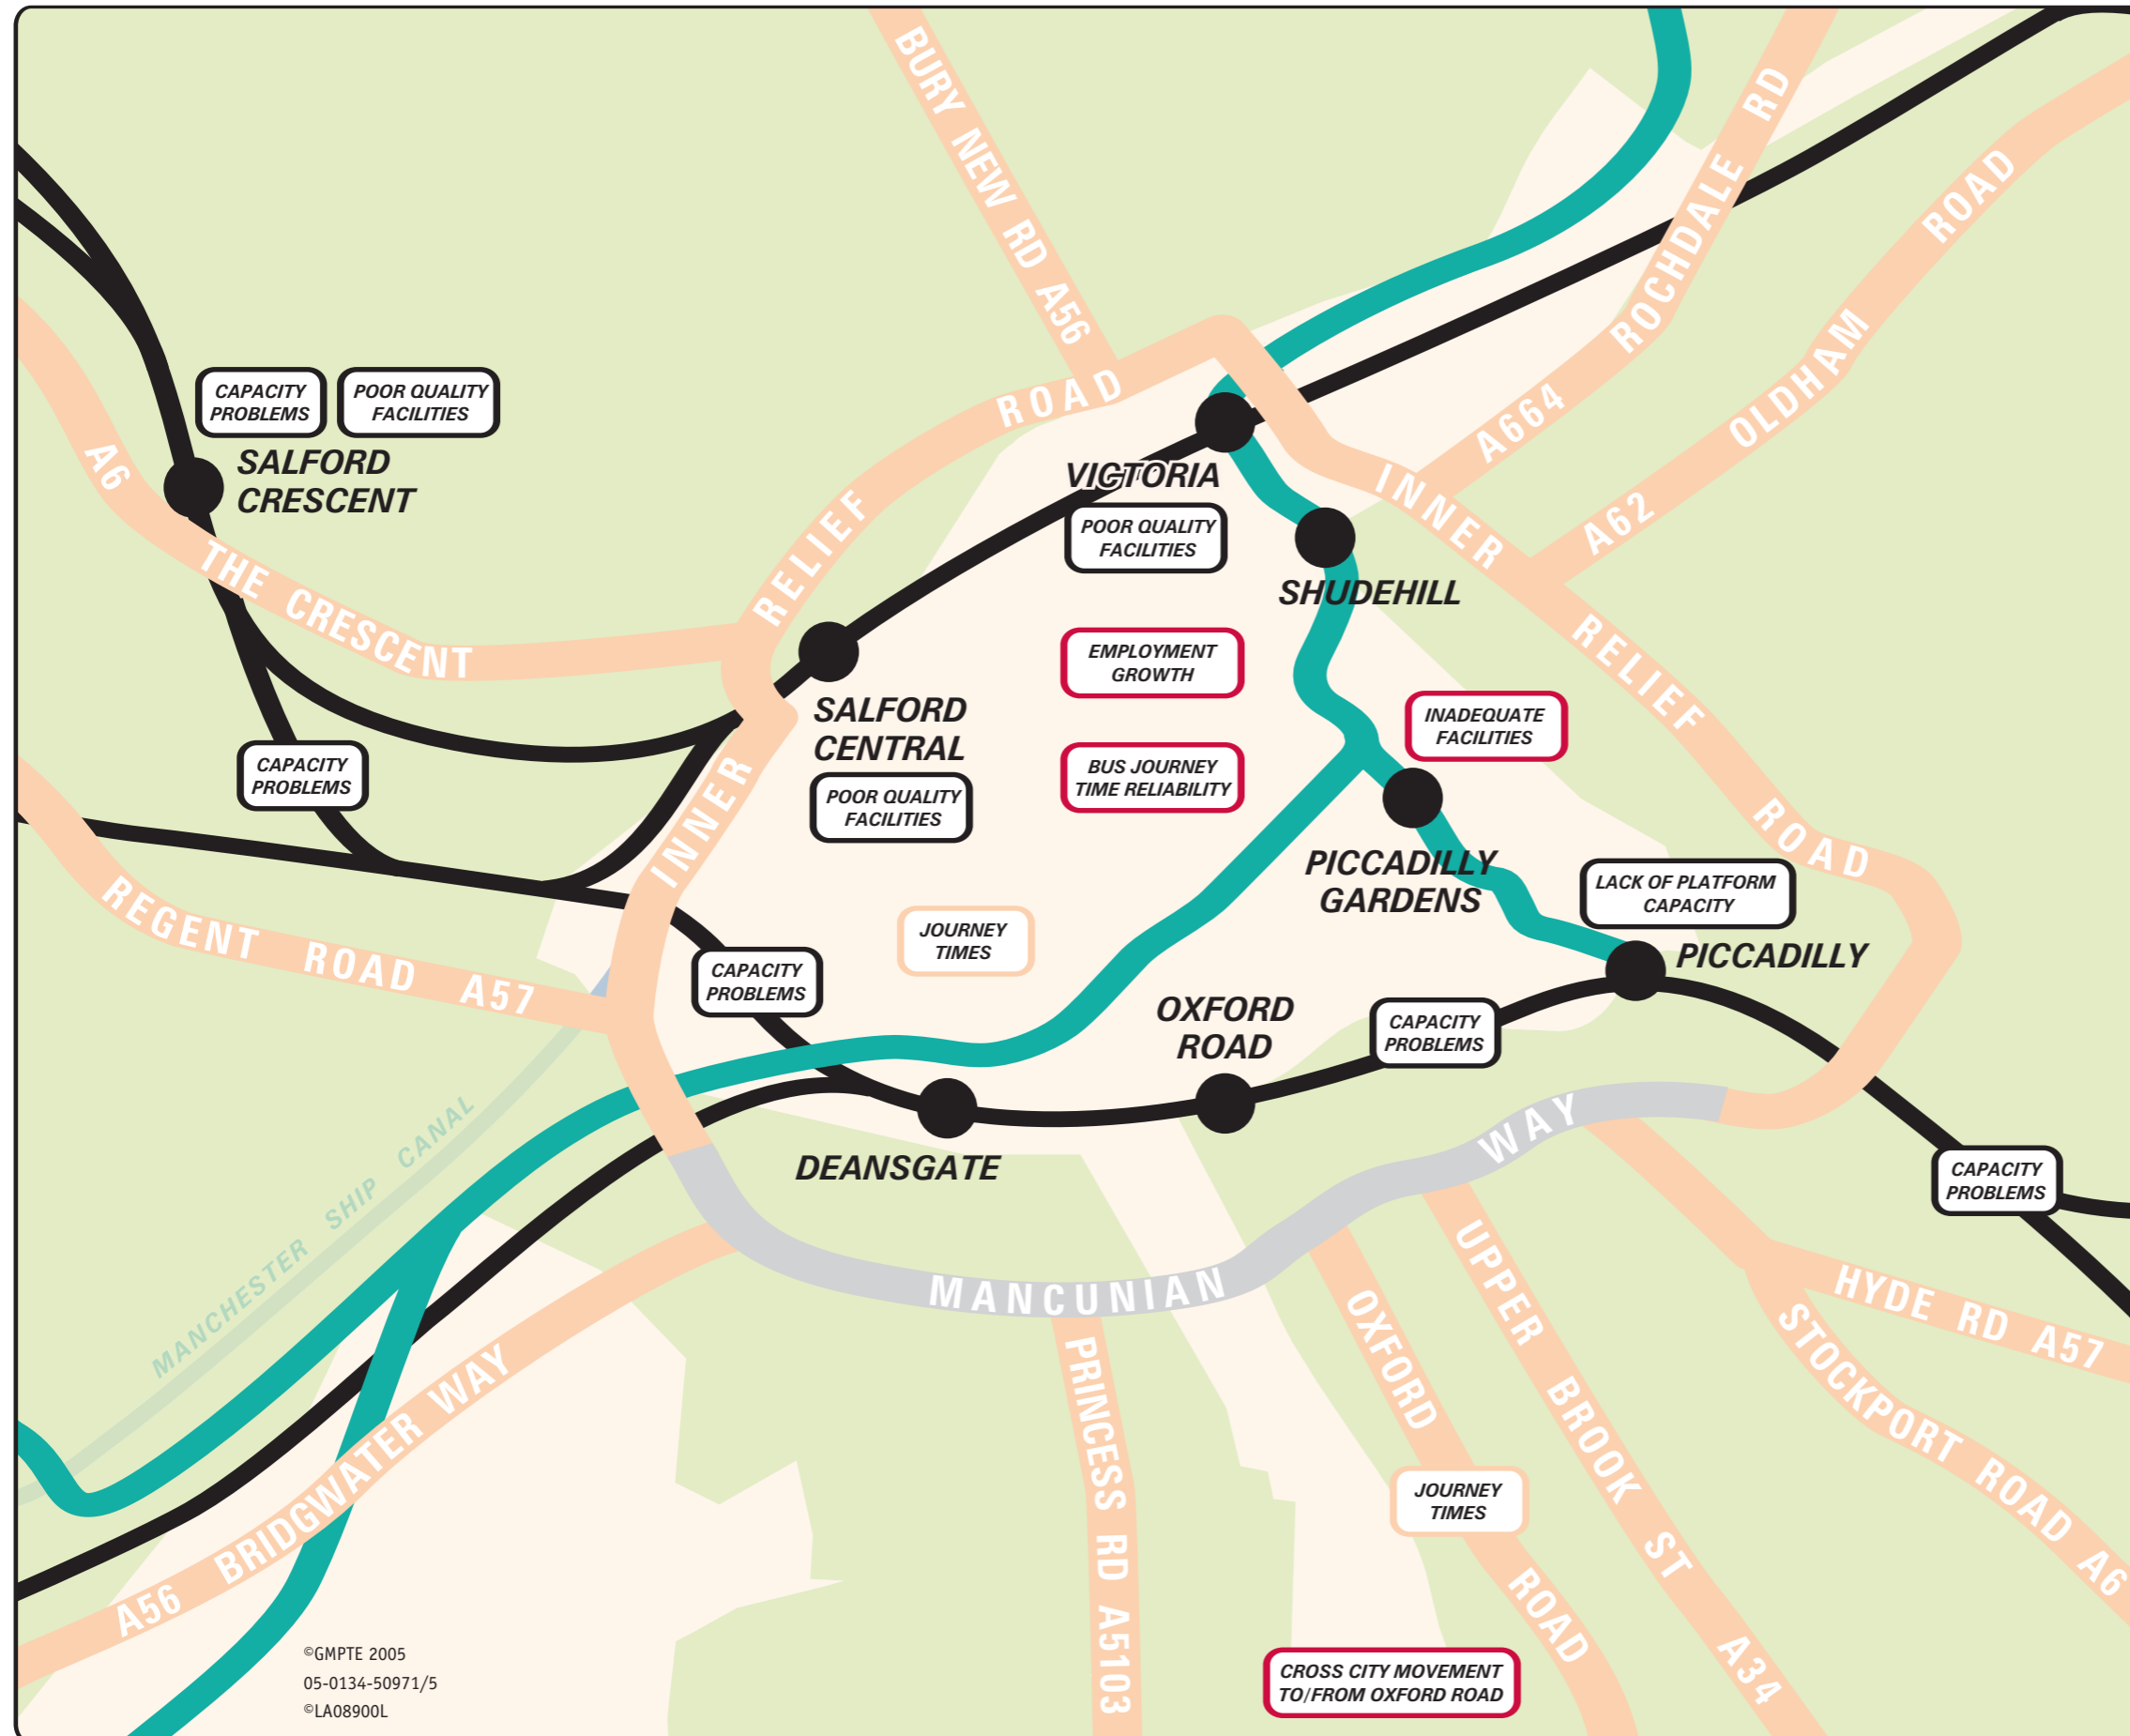 BURY NEW RD A56
ROCHDALE RD
A664
OLDHAM ROAD
A62
CAPACITY
PROBLEMS
POOR QUALITY
FACILITIES
SALFORD
CRESCENT
A6
THE CRESCENT
INNER RELIEF ROAD
VICTORIA
POOR QUALITY
FACILITIES
INNER RELIEF ROAD
SHUDEHILL
EMPLOYMENT
GROWTH
SALFORD
CENTRAL
POOR QUALITY
FACILITIES
BUS JOURNEY
TIME RELIABILITY
INADEQUATE
FACILITIES
CAPACITY
PROBLEMS
PICCADILLY
GARDENS
LACK OF PLATFORM
CAPACITY
PICCADILLY
REGENT ROAD A57
JOURNEY
TIMES
CAPACITY
PROBLEMS
OXFORD
ROAD
CAPACITY
PROBLEMS
DEANSGATE
MANCHESTER SHIP CANAL
MANCUNIAN WAY
CAPACITY
PROBLEMS
HYDE RD A57
STOCKPORT ROAD A6
UPPER BROOK ST A34
OXFORD ROAD
PRINCESS RD A5103
A56 BRIDGWATER WAY
JOURNEY
TIMES
CROSS CITY MOVEMENT
TO/FROM OXFORD ROAD
©GMPTE 2005
05-0134-50971/5
©LA08900L